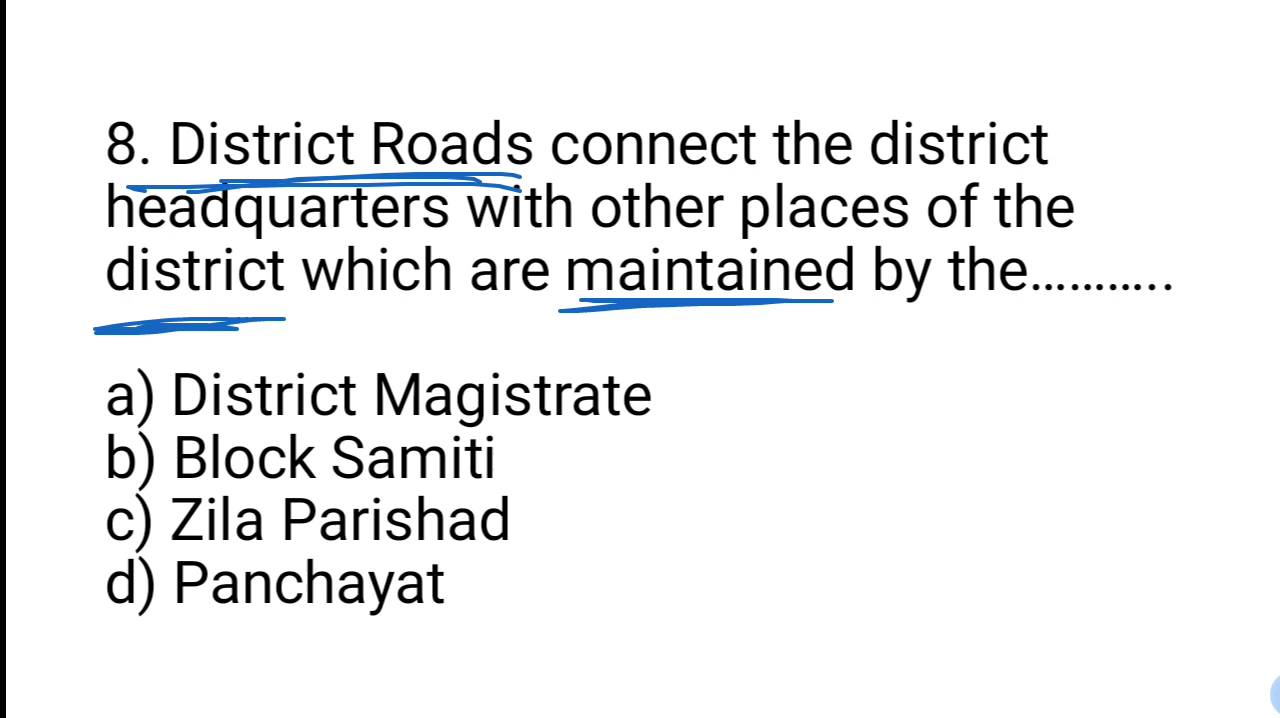 8. District Roads connect the district
headquarters with other places of the
district which are maintained by the...........
a) District Magistrate
b) Block Samiti
c) Zila Parishad
d) Panchayat